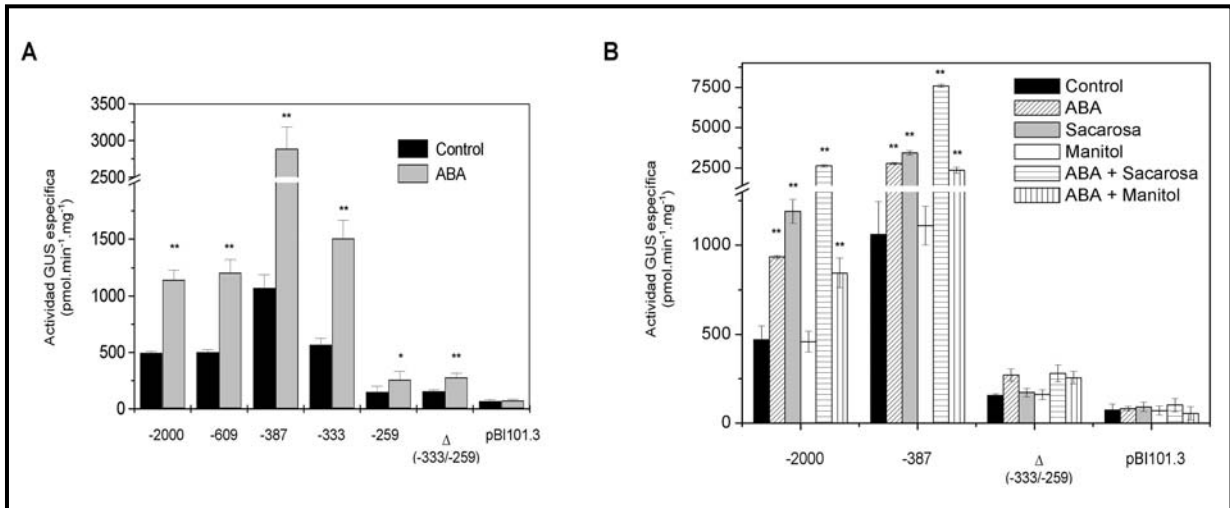 A
Actividad GUS específica
(pmol.min⁻¹.mg⁻¹)
3500
3000
2500
1500
1000
500
0
**
**
**
**
*
**
Control
ABA
-2000
-609
-387
-333
-259
Δ
(-333/-259)
pBI101.3
B
Actividad GUS específica
(pmol.min⁻¹.mg⁻¹)
7500
5000
2500
1000
500
0
**
**
**
**
**
**
**
**
Control
ABA
Sacarosa
Manitol
ABA + Sacarosa
ABA + Manitol
-2000
-387
Δ
(-333/-259)
pBI101.3